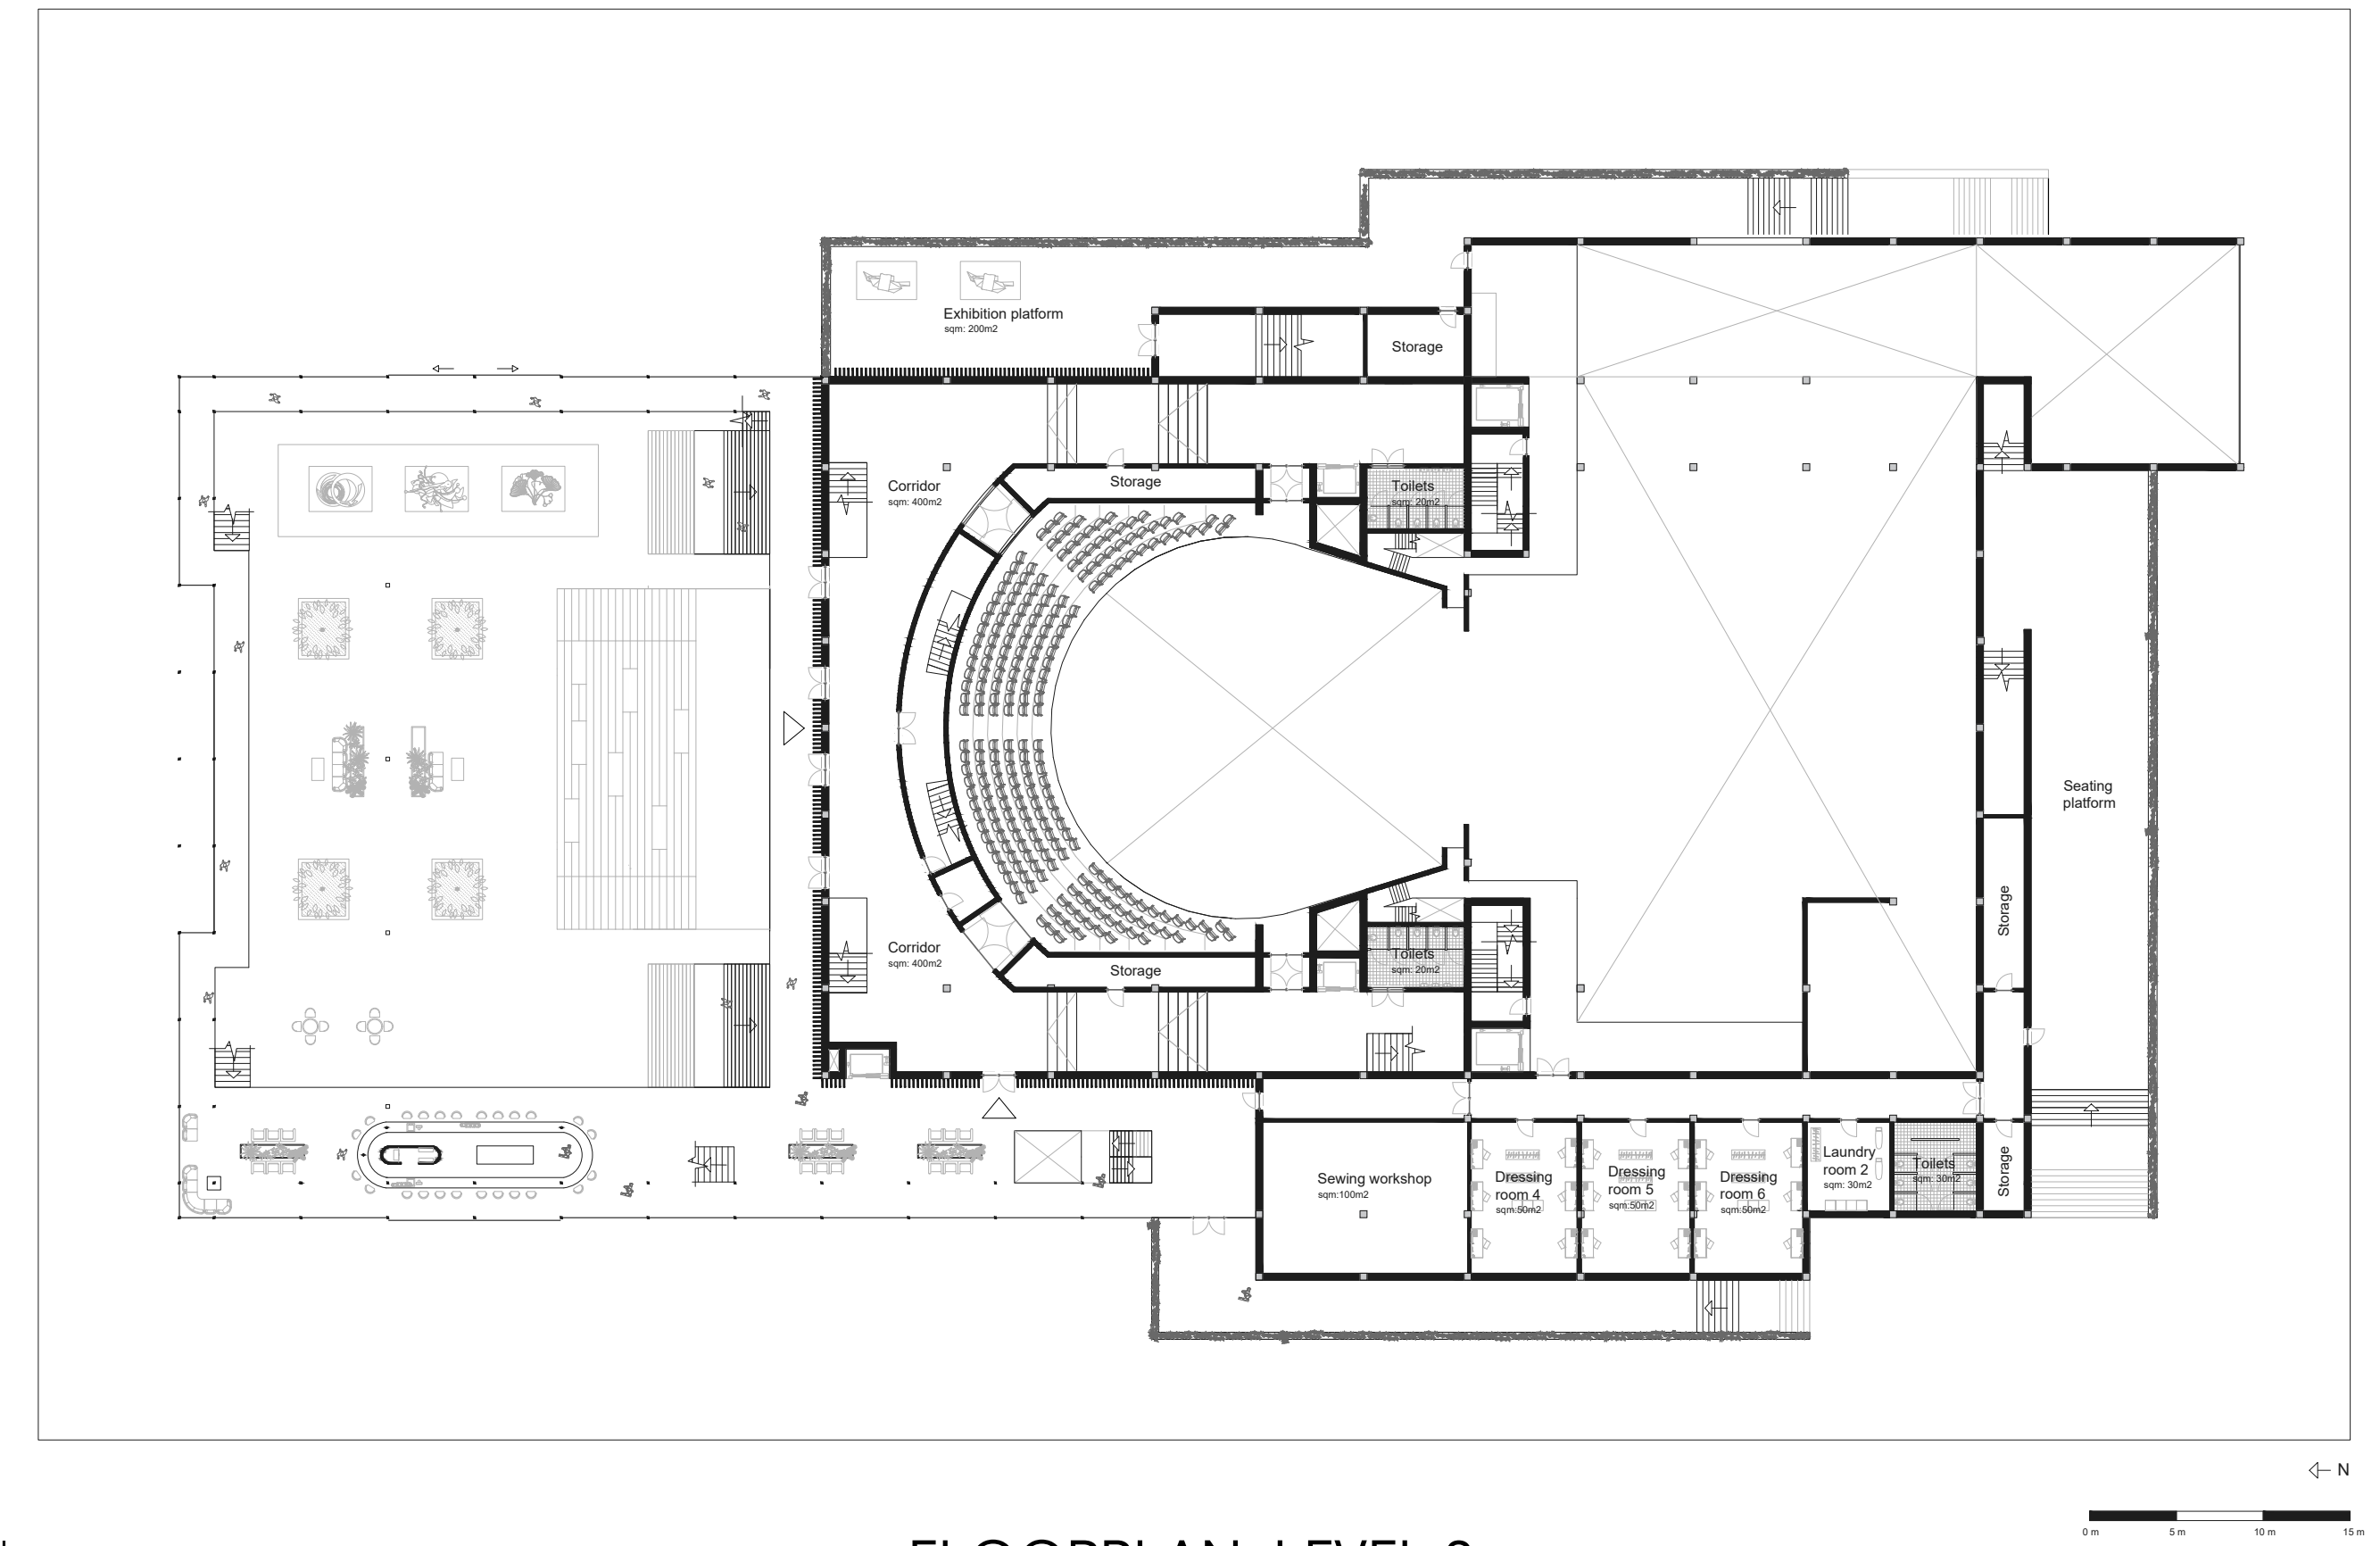 Exhibition platform
sqm: 200m2
Storage
Corridor
sqm: 400m2
Storage
Toilets
sqm: 20m2
Seating
platform
Storage
Corridor
sqm: 400m2
Storage
Toilets
sqm: 20m2
Sewing workshop
sqm:100m2
Dressing
room 4
sqm:50m2
Dressing
room 5
sqm:50m2
Dressing
room 6
sqm:50m2
Laundry
room 2
sqm: 30m2
Toilets
sqm: 30m2
Storage
N
0 m 5 m 10 m 15 m